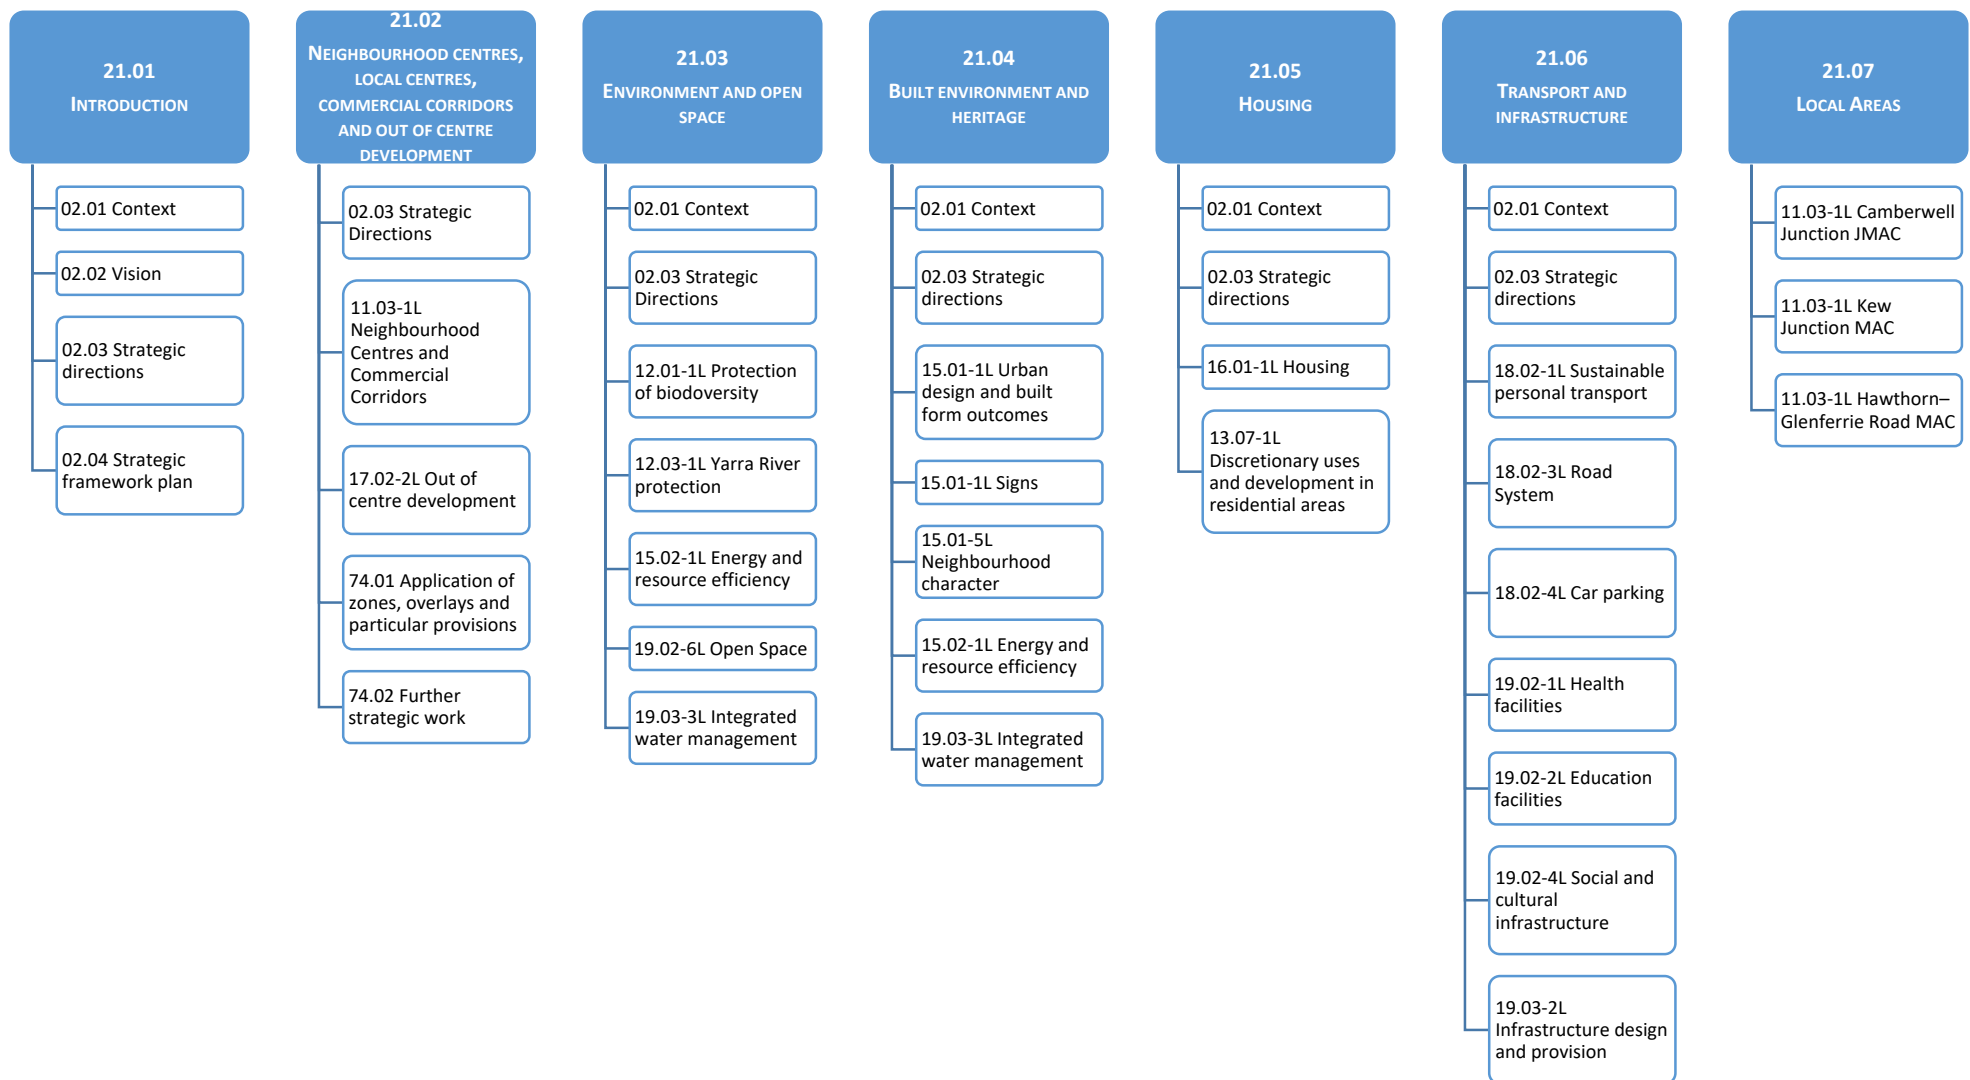 21.01
INTRODUCTION
02.01 Context
02.02 Vision
02.03 Strategic
directions
02.04 Strategic
framework plan
21.02
NEIGHBOURHOOD CENTRES,
LOCAL CENTRES,
COMMERCIAL CORRIDORS
AND OUT OF CENTRE
DEVELOPMENT
02.03 Strategic
Directions
11.03-1L
Neighbourhood
Centres and
Commercial
Corridors
17.02-2L Out of
centre development
74.01 Application of
zones, overlays and
particular provisions
74.02 Further
strategic work
21.03
ENVIRONMENT AND OPEN
SPACE
02.01 Context
02.03 Strategic
Directions
12.01-1L Protection
of biodoversity
12.03-1L Yarra River
protection
15.02-1L Energy and
resource efficiency
19.02-6L Open Space
19.03-3L Integrated
water management
21.04
BUILT ENVIRONMENT AND
HERITAGE
02.01 Context
02.03 Strategic
directions
15.01-1L Urban
design and built
form outcomes
15.01-1L Signs
15.01-5L
Neighbourhood
character
15.02-1L Energy and
resource efficiency
19.03-3L Integrated
water management
21.05
HOUSING
02.01 Context
02.03 Strategic
directions
16.01-1L Housing
13.07-1L
Discretionary uses
and development in
residential areas
21.06
TRANSPORT AND
INFRASTRUCTURE
02.01 Context
02.03 Strategic
directions
18.02-1L Sustainable
personal transport
18.02-3L Road
System
18.02-4L Car parking
19.02-1L Health
facilities
19.02-2L Education
facilities
19.02-4L Social and
cultural
infrastructure
19.03-2L
Infrastructure design
and provision
21.07
LOCAL AREAS
11.03-1L Camberwell
Junction JMAC
11.03-1L Kew
Junction MAC
11.03-1L Hawthorn–
Glenferrie Road MAC